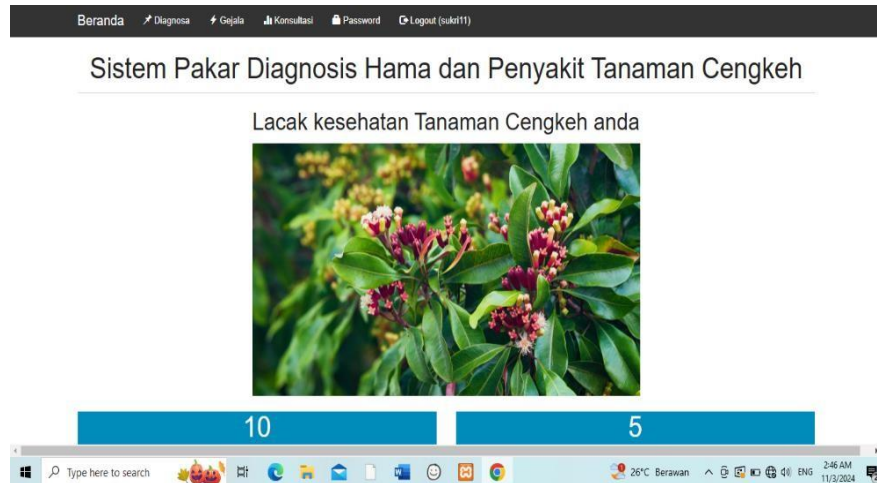 Beranda Diagnosa Gejala Konsultasi Password Logout (sukri11)
Sistem Pakar Diagnosis Hama dan Penyakit Tanaman Cengkeh
Lacak kesehatan Tanaman Cengkeh anda
10 5
Type here to search 26°C Berawan ENG 2:46 AM
11/3/2024